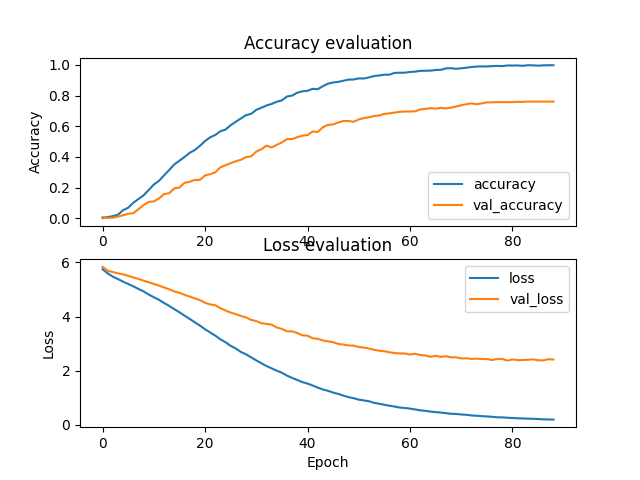 Accuracy evaluation
1.0
0.8
0.6
0.4
0.2
0.0
Accuracy
accuracy
val_accuracy
0 20 40 60 80
Loss evaluation
6
4
2
0
Loss
loss
val_loss
0 20 40 60 80
Epoch